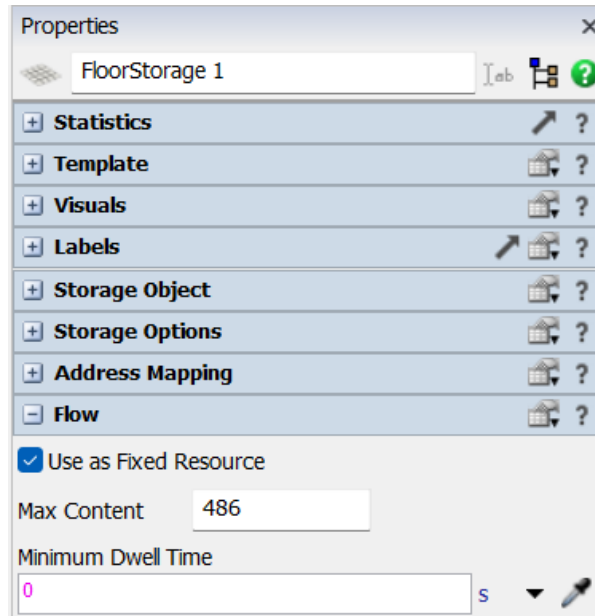 Properties
FloorStorage 1
Statistics ?
Template ?
Visuals ?
Labels ?
Storage Object ?
Storage Options ?
Address Mapping ?
Flow ?
Use as Fixed Resource
Max Content 486
Minimum Dwell Time
0 s